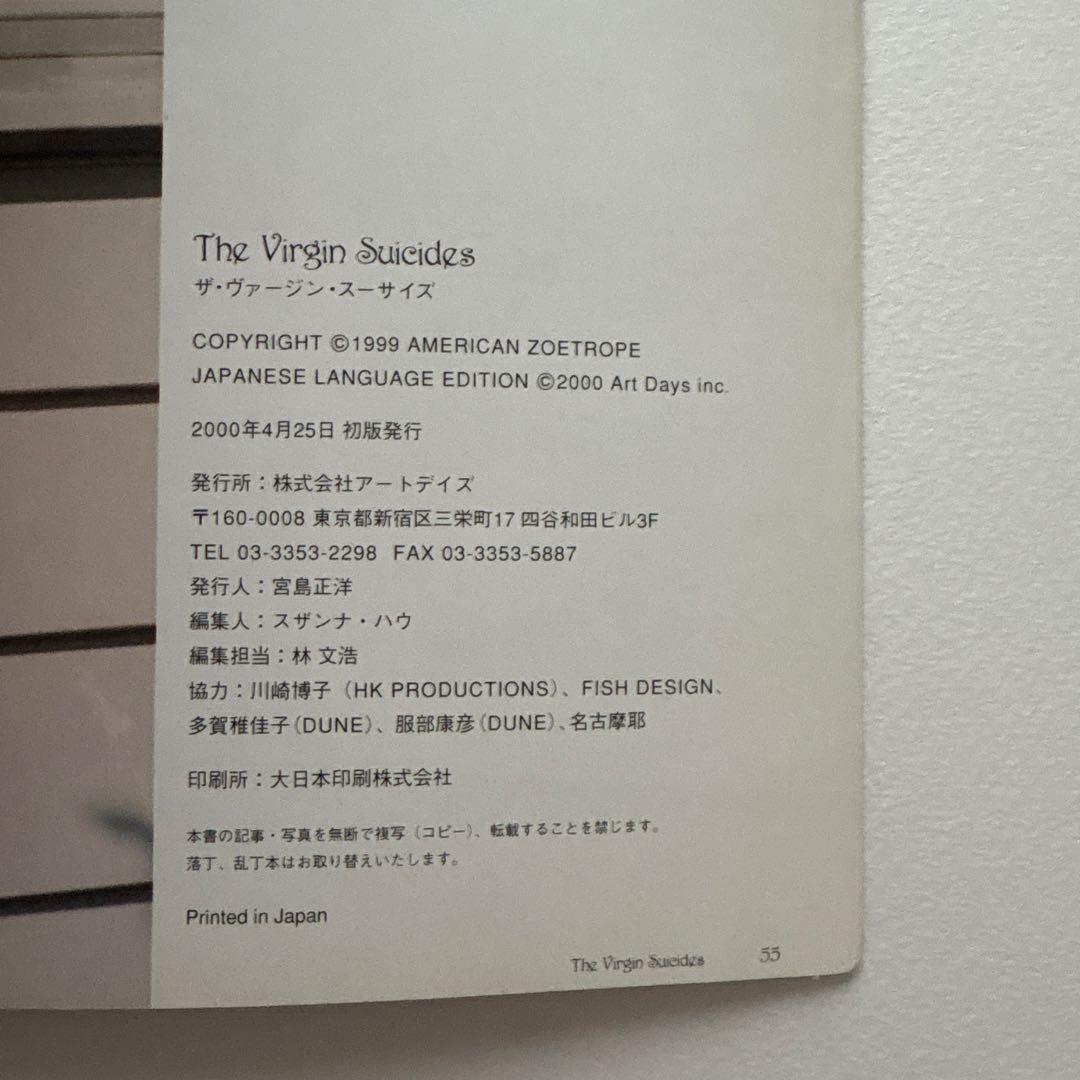 The Virgin Suicides
ザ・ヴァージン・スーサイズ
COPYRIGHT ©1999 AMERICAN ZOETROPE
JAPANESE LANGUAGE EDITION ©2000 Art Days inc.
2000年4月25日 初版発行
発行所：株式会社アートデイズ
〒160-0008 東京都新宿区三栄町17 四谷和田ビル3F
TEL 03-3353-2298 FAX 03-3353-5887
発行人：宮島正洋
編集人：スザンナ・ハウ
編集担当：林 文浩
協力：川崎博子（HK PRODUCTIONS）、FISH DESIGN、
多賀稚佳子（DUNE）、服部康彦（DUNE）、名古摩耶
印刷所：大日本印刷株式会社
本書の記事・写真を無断で複写（コピー）、転載することを禁じます。
落丁、乱丁本はお取り替えいたします。
Printed in Japan
The Virgin Suicides 55